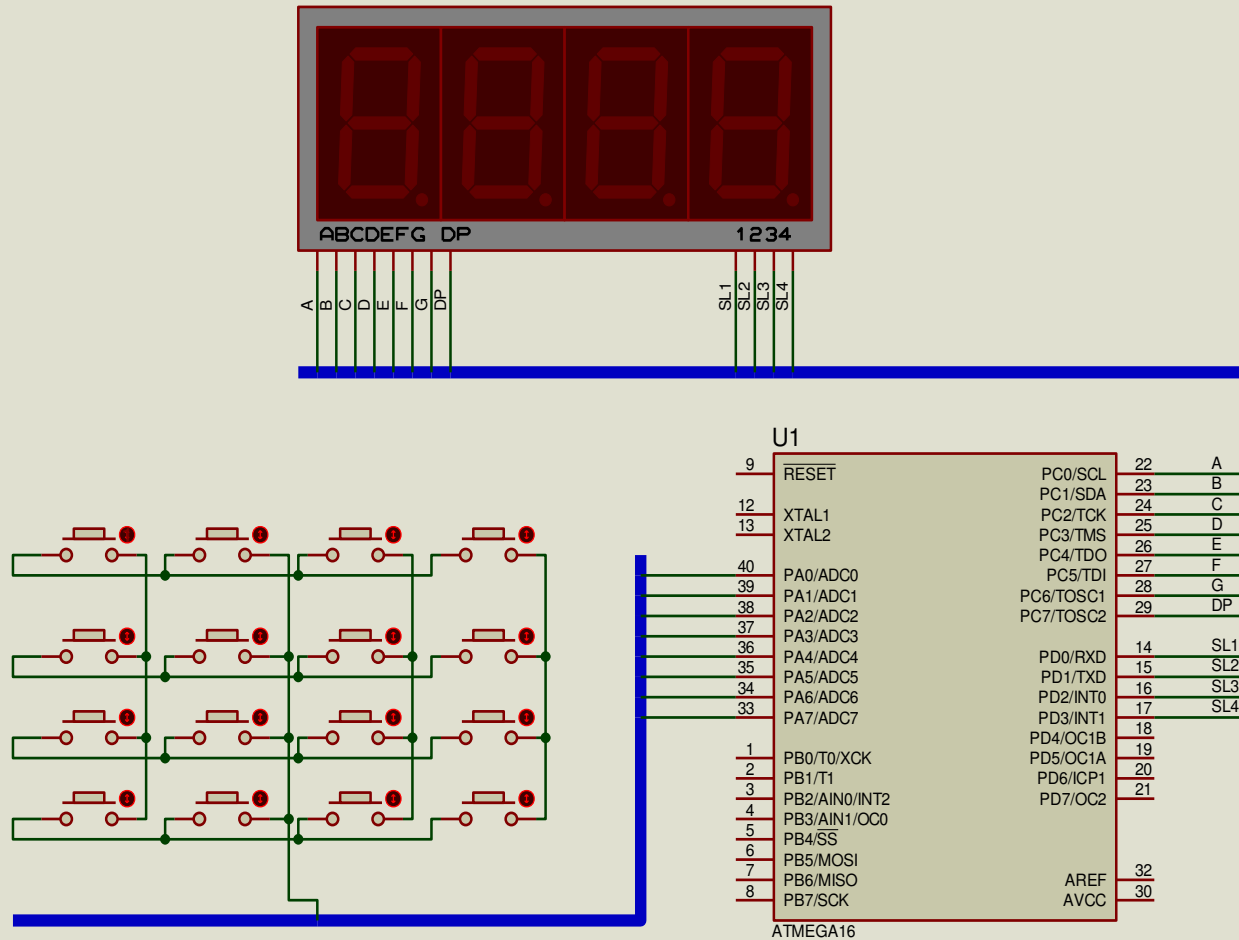 ABCDEFG DP
1234
A
B
C
D
E
F
G
DP
SL1
SL2
SL3
SL4
U1
9
RESET
12
XTAL1
13
XTAL2
40
PA0/ADC0
39
PA1/ADC1
38
PA2/ADC2
37
PA3/ADC3
36
PA4/ADC4
35
PA5/ADC5
34
PA6/ADC6
33
PA7/ADC7
1
PB0/T0/XCK
2
PB1/T1
3
PB2/AIN0/INT2
4
PB3/AIN1/OC0
5
PB4/SS
6
PB5/MOSI
7
PB6/MISO
8
PB7/SCK
PC0/SCL
22
A
PC1/SDA
23
B
PC2/TCK
24
C
PC3/TMS
25
D
PC4/TDO
26
E
PC5/TDI
27
F
PC6/TOSC1
28
G
PC7/TOSC2
29
DP
PD0/RXD
14
SL1
PD1/TXD
15
SL2
PD2/INT0
16
SL3
PD3/INT1
17
SL4
PD4/OC1B
18
PD5/OC1A
19
PD6/ICP1
20
PD7/OC2
21
AREF
32
AVCC
30
ATMEGA16